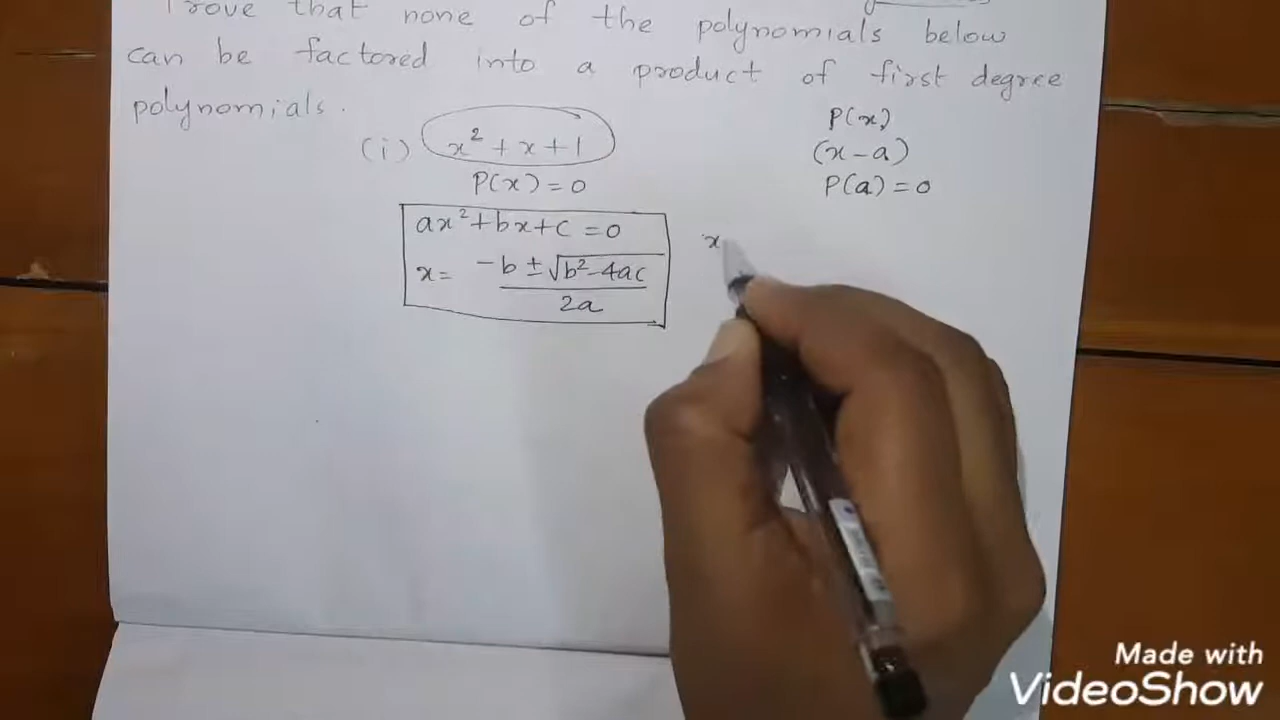 Prove that none of the polynomials below
can be factored into a product of first degree
polynomials.
(i) x² + x + 1
P(x) = 0
ax² + bx + c = 0
x = -b ± √b² - 4ac
2a
P(x)
(x - a)
P(a) = 0
x
Made with
VideoShow